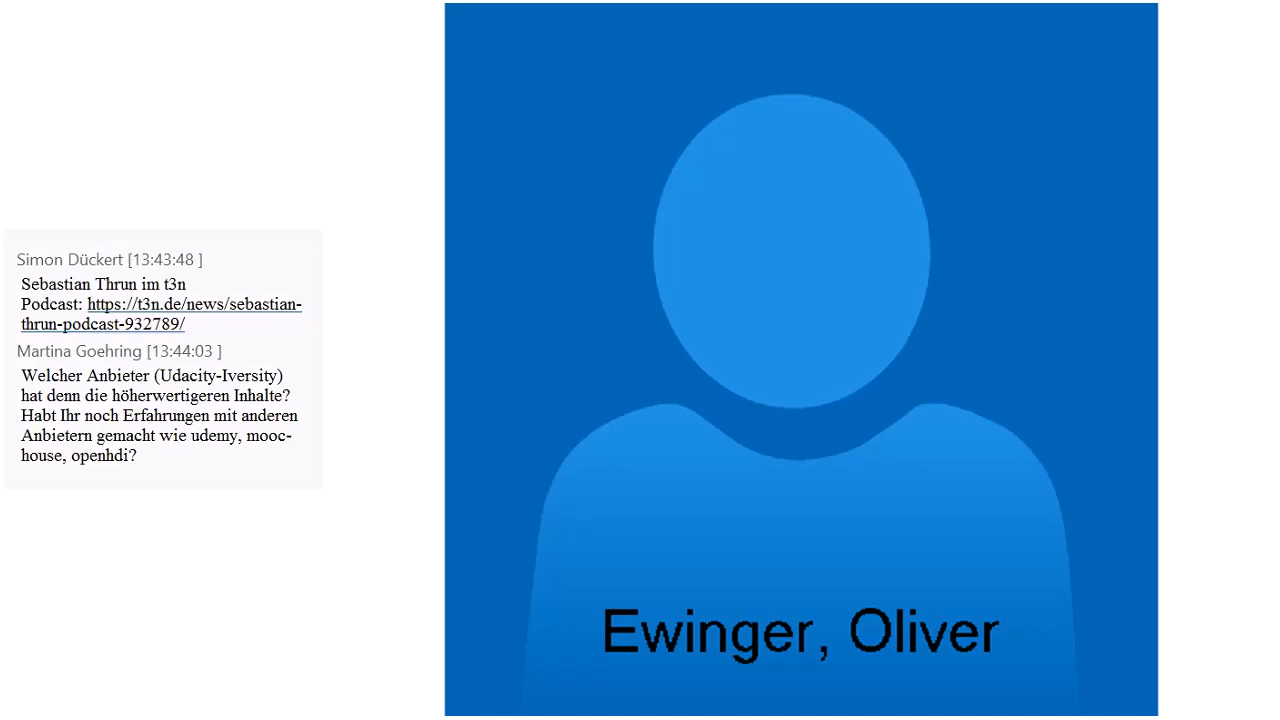 Simon Dückert [13:43:48 ]
Sebastian Thrun im t3n
Podcast: https://t3n.de/news/sebastian-
thrun-podcast-932789/
Martina Goehring [13:44:03 ]
Welcher Anbieter (Udacity-Iversity)
hat denn die höherwertigeren Inhalte?
Habt Ihr noch Erfahrungen mit anderen
Anbietern gemacht wie udemy, mooc-
house, openhdi?
Ewinger, Oliver